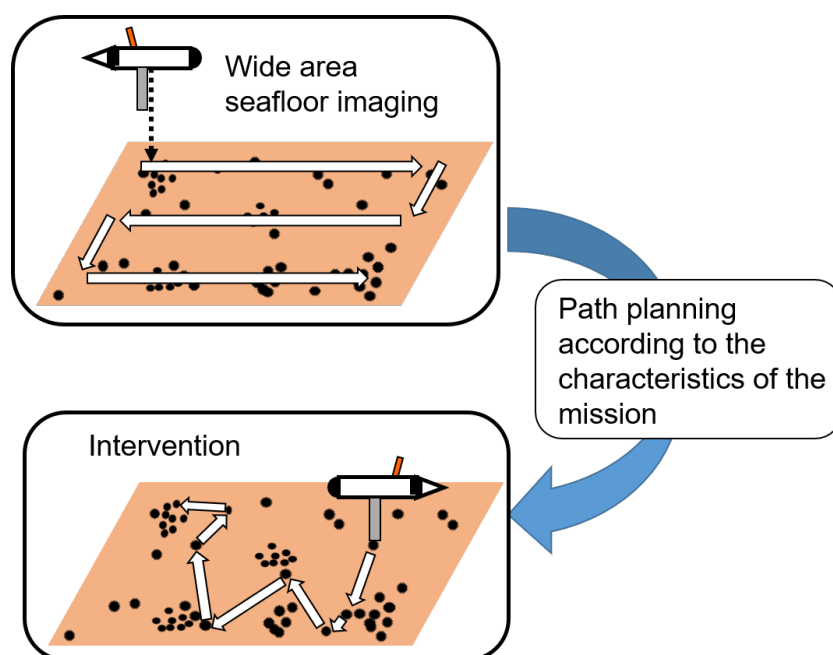 Wide area
seafloor imaging
Path planning
according to the
characteristics of the
mission
Intervention